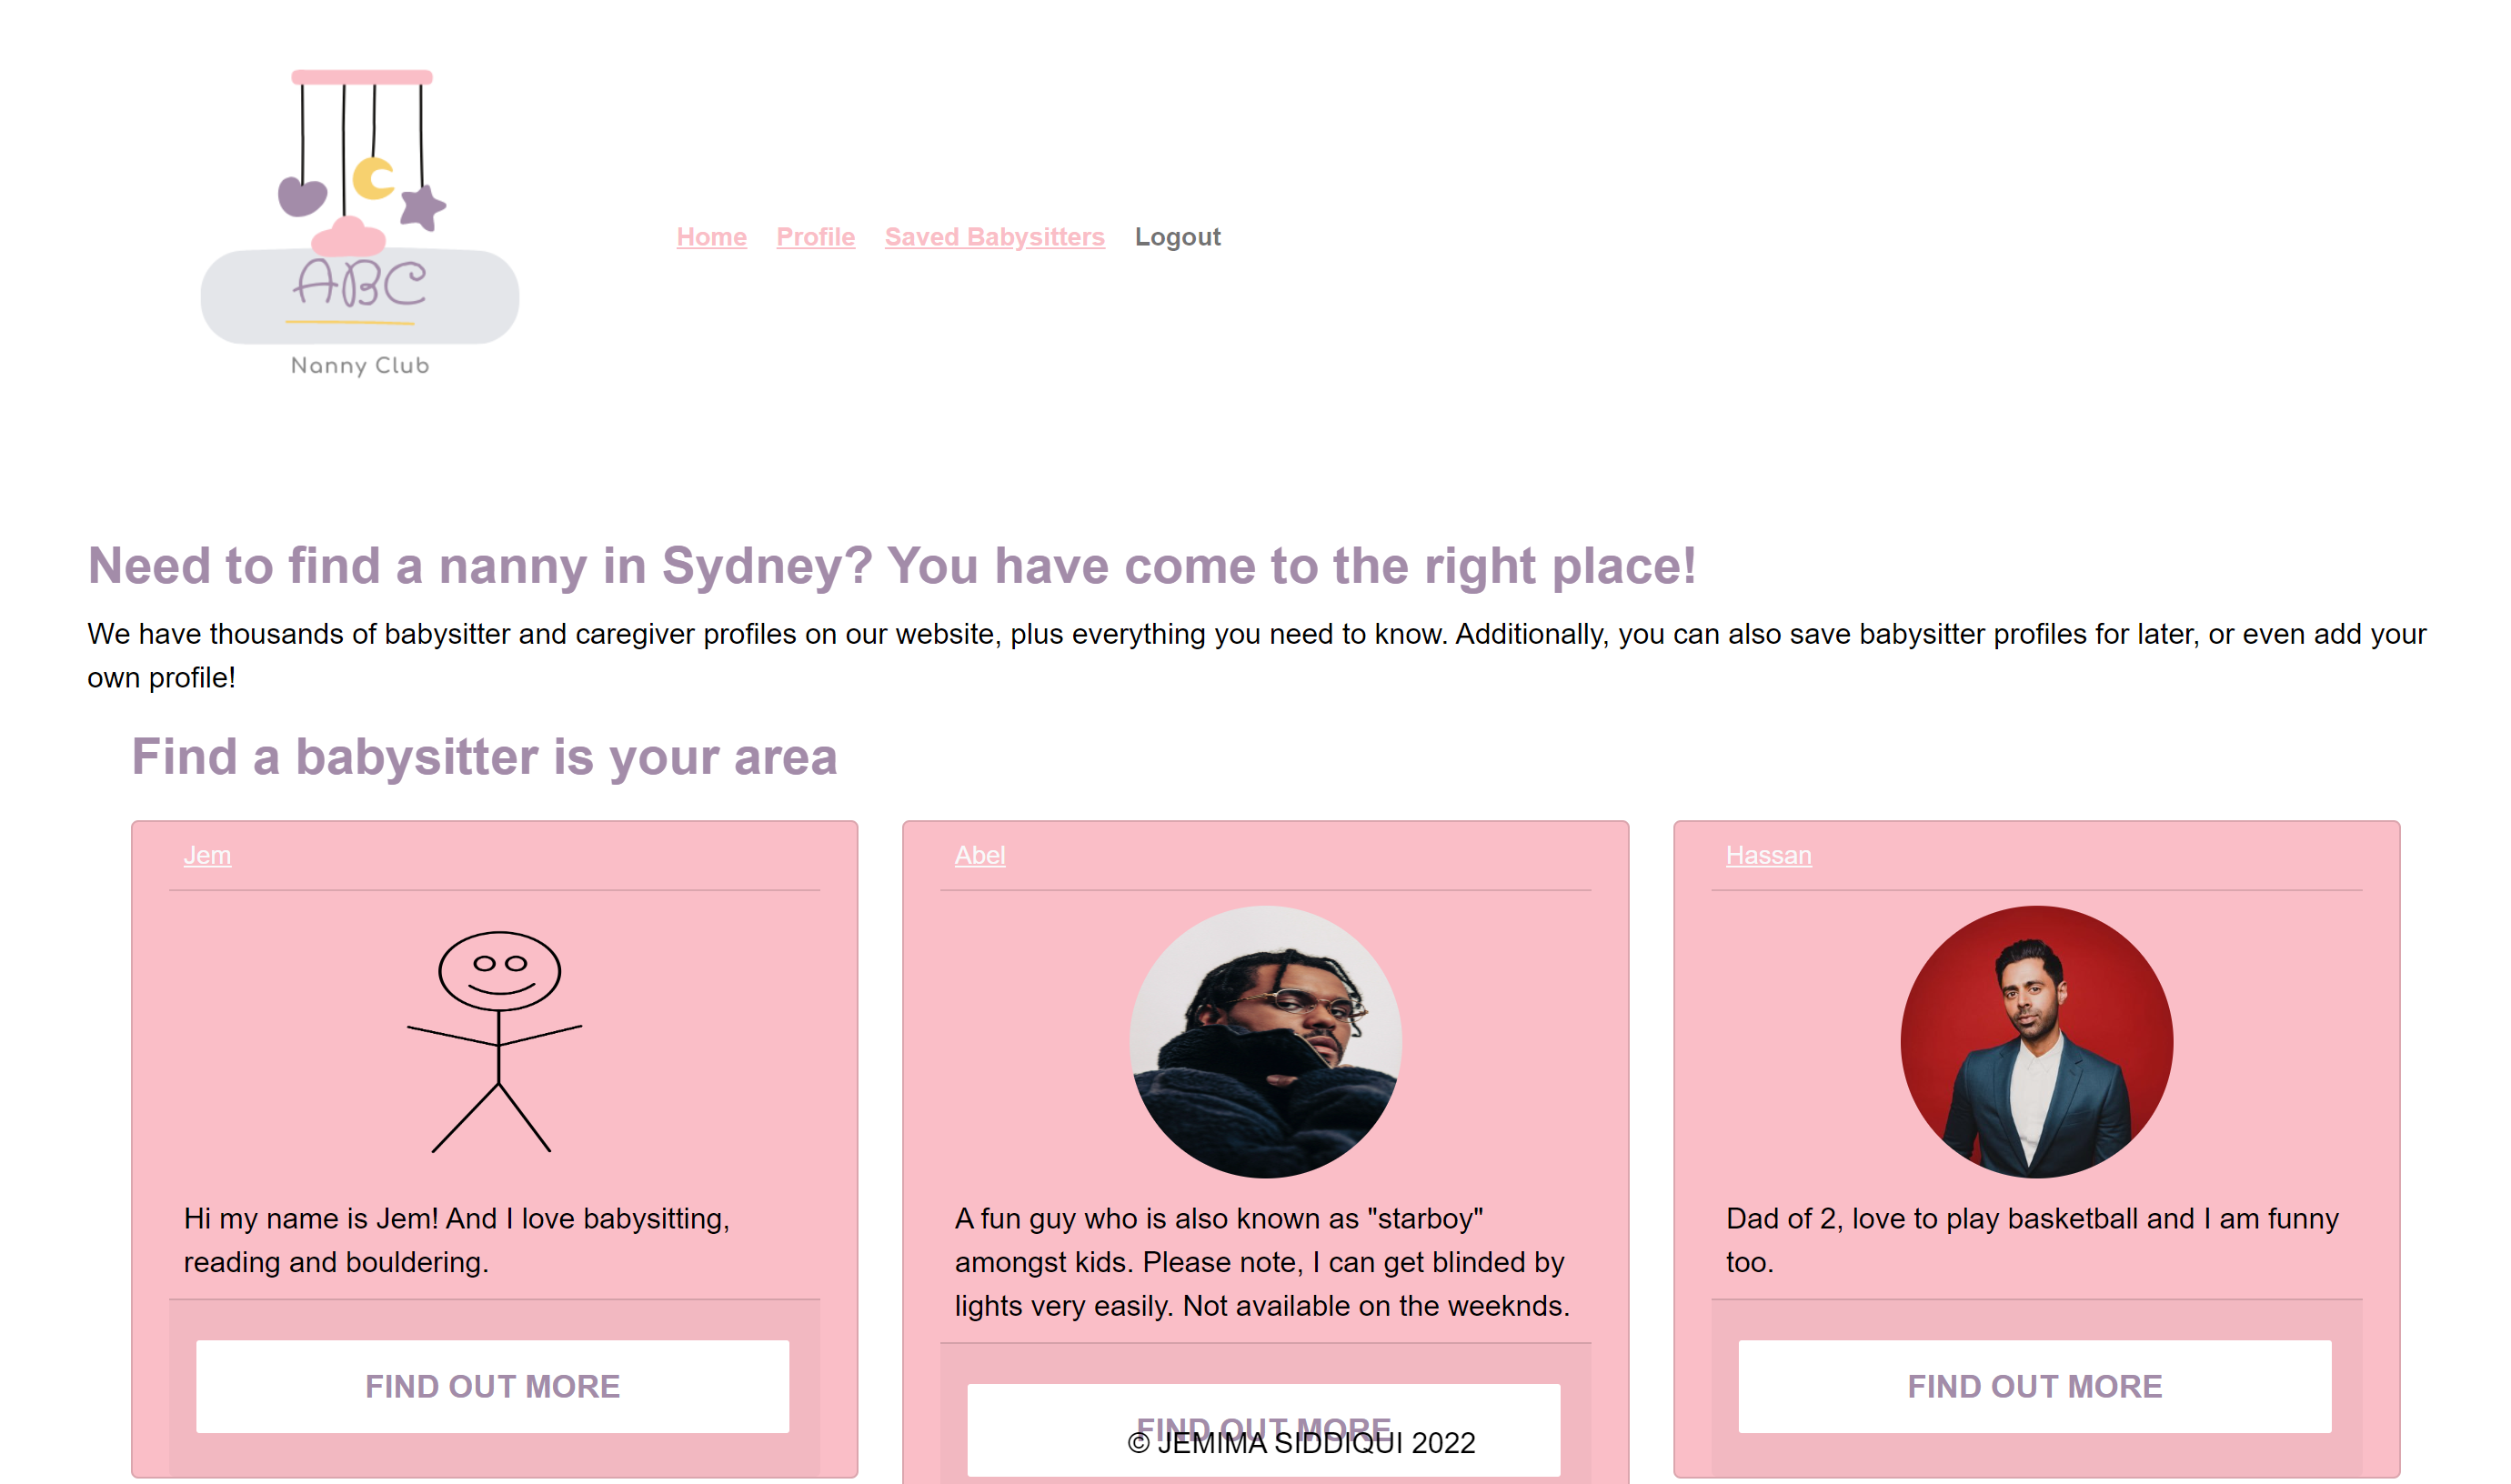 ABC
Nanny Club
Home Profile Saved Babysitters Logout
Need to find a nanny in Sydney? You have come to the right place!
We have thousands of babysitter and caregiver profiles on our website, plus everything you need to know. Additionally, you can also save babysitter profiles for later, or even add your
own profile!
Find a babysitter is your area
Jem
Hi my name is Jem! And I love babysitting,
reading and bouldering.
FIND OUT MORE
Abel
A fun guy who is also known as "starboy"
amongst kids. Please note, I can get blinded by
lights very easily. Not available on the weeknds.
FIND OUT MORE
Hassan
Dad of 2, love to play basketball and I am funny
too.
FIND OUT MORE
© JEMIMA SIDDIQUI 2022